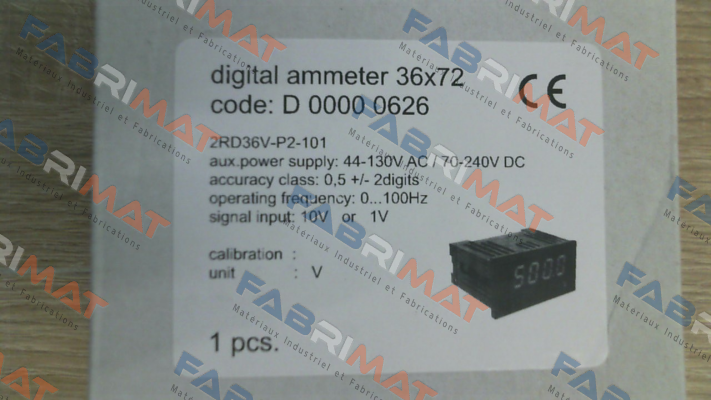 digital ammeter 36x72
code: D 0000 0626
CE
2RD36V-P2-101
aux.power supply: 44-130V AC / 70-240V DC
accuracy class: 0,5 +/- 2digits
operating frequency: 0...100Hz
signal input: 10V or 1V
calibration :
unit : V
5000
1 pcs.
FABRIMAT
Materiaux Industriel et Fabrications